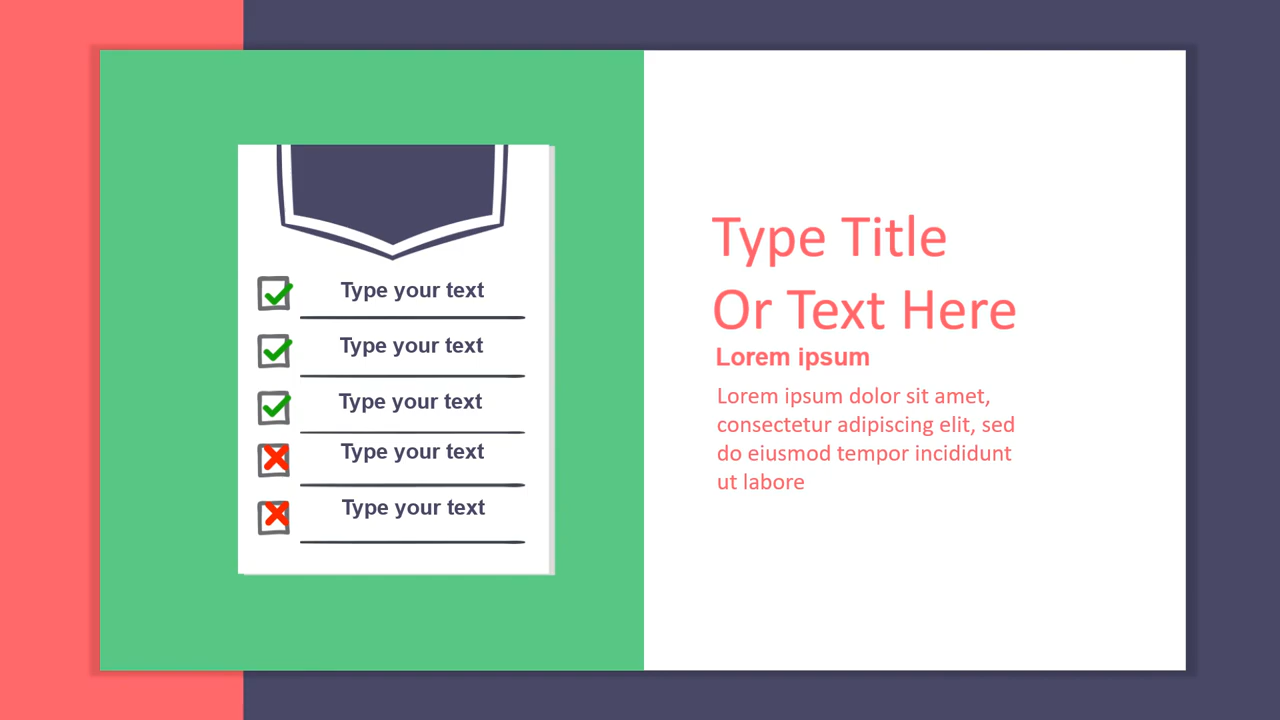 Type your text
Type your text
Type your text
Type your text
Type your text
Type Title
Or Text Here
Lorem ipsum
Lorem ipsum dolor sit amet,
consectetur adipiscing elit, sed
do eiusmod tempor incididunt
ut labore